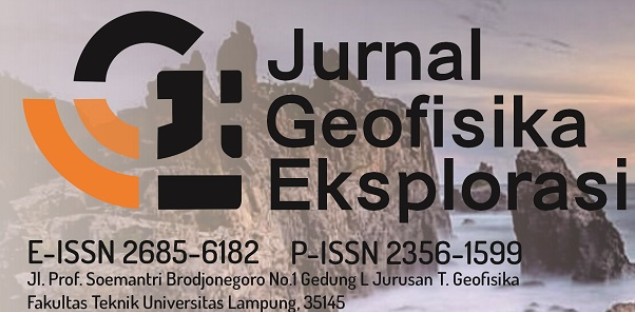 Jurnal
Geofisika
Eksplorasi
E-ISSN 2685-6182 P-ISSN 2356-1599
Jl. Prof. Soemantri Brodjonegoro No.1 Gedung L Jurusan T. Geofisika
Fakultas Teknik Universitas Lampung, 35145